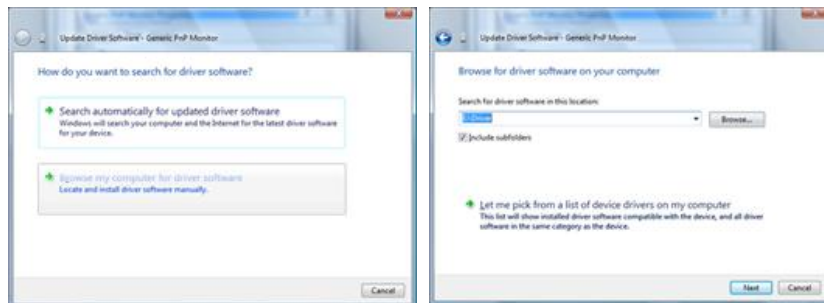 Update Driver Software - Generic PnP Monitor
How do you want to search for driver software?
Search automatically for updated driver software
Windows will search your computer and the Internet for the latest driver software
for your device.
Browse my computer for driver software
Locate and install driver software manually.
Cancel
Update Driver Software - Generic PnP Monitor
Browse for driver software on your computer
Search for driver software in this location:
Browse...
Include subfolders
Let me pick from a list of device drivers on my computer
This list will show installed driver software compatible with the device, and all driver
software in the same category as the device.
Next
Cancel